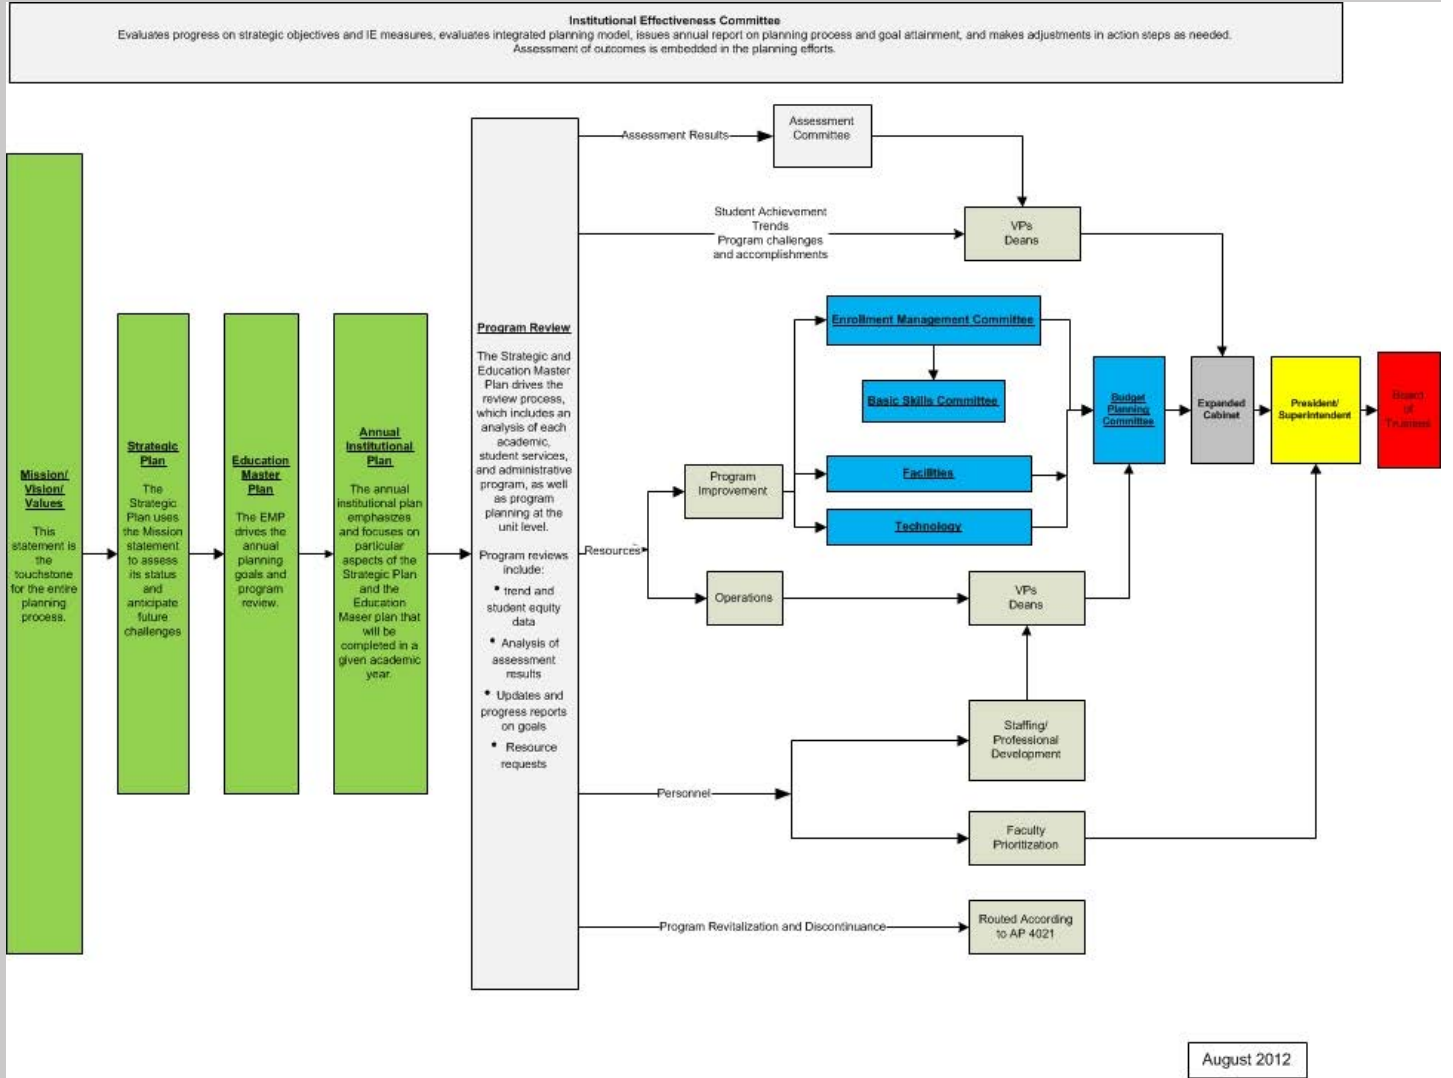 Institutional Effectiveness Committee
Evaluates progress on strategic objectives and IE measures, evaluates integrated planning model, issues annual report on planning process and goal attainment, and makes adjustments in action steps as needed.
Assessment of outcomes is embedded in the planning efforts.
Mission/
Vision/
Values
This
statement is
the
touchstone
for the entire
planning
process.
Strategic
Plan
The
Strategic
Plan uses
the Mission
statement
to assess
its status
and
anticipate
future
challenges
Education
Master
Plan
The EMP
drives the
annual
planning
goals and
program
review.
Annual
Institutional
Plan
The annual
institutional plan
emphasizes
and focuses on
particular
aspects of the
Strategic Plan
and the
Education
Maser plan that
will be
completed in a
given academic
year.
Program Review
The Strategic and
Education Master
Plan drives the
review process,
which includes an
analysis of each
academic,
student services,
and administrative
program, as well
as program
planning at the
unit level.
Program reviews
include:
• trend and
student equity
data
• Analysis of
assessment
results
• Updates and
progress reports
on goals
• Resource
requests
Assessment Results
Assessment
Committee
Student Achievement
Trends
Program challenges
and accomplishments
VPs
Deans
Resources
Program
Improvement
Enrollment Management Committee
Basic Skills Committee
Facilities
Technology
Operations
VPs
Deans
Budget
Planning
Committee
Expanded
Cabinet
President/
Superintendent
Board
of
Trustees
Personnel
Staffing/
Professional
Development
Faculty
Prioritization
Program Revitalization and Discontinuance
Routed According
to AP 4021
August 2012